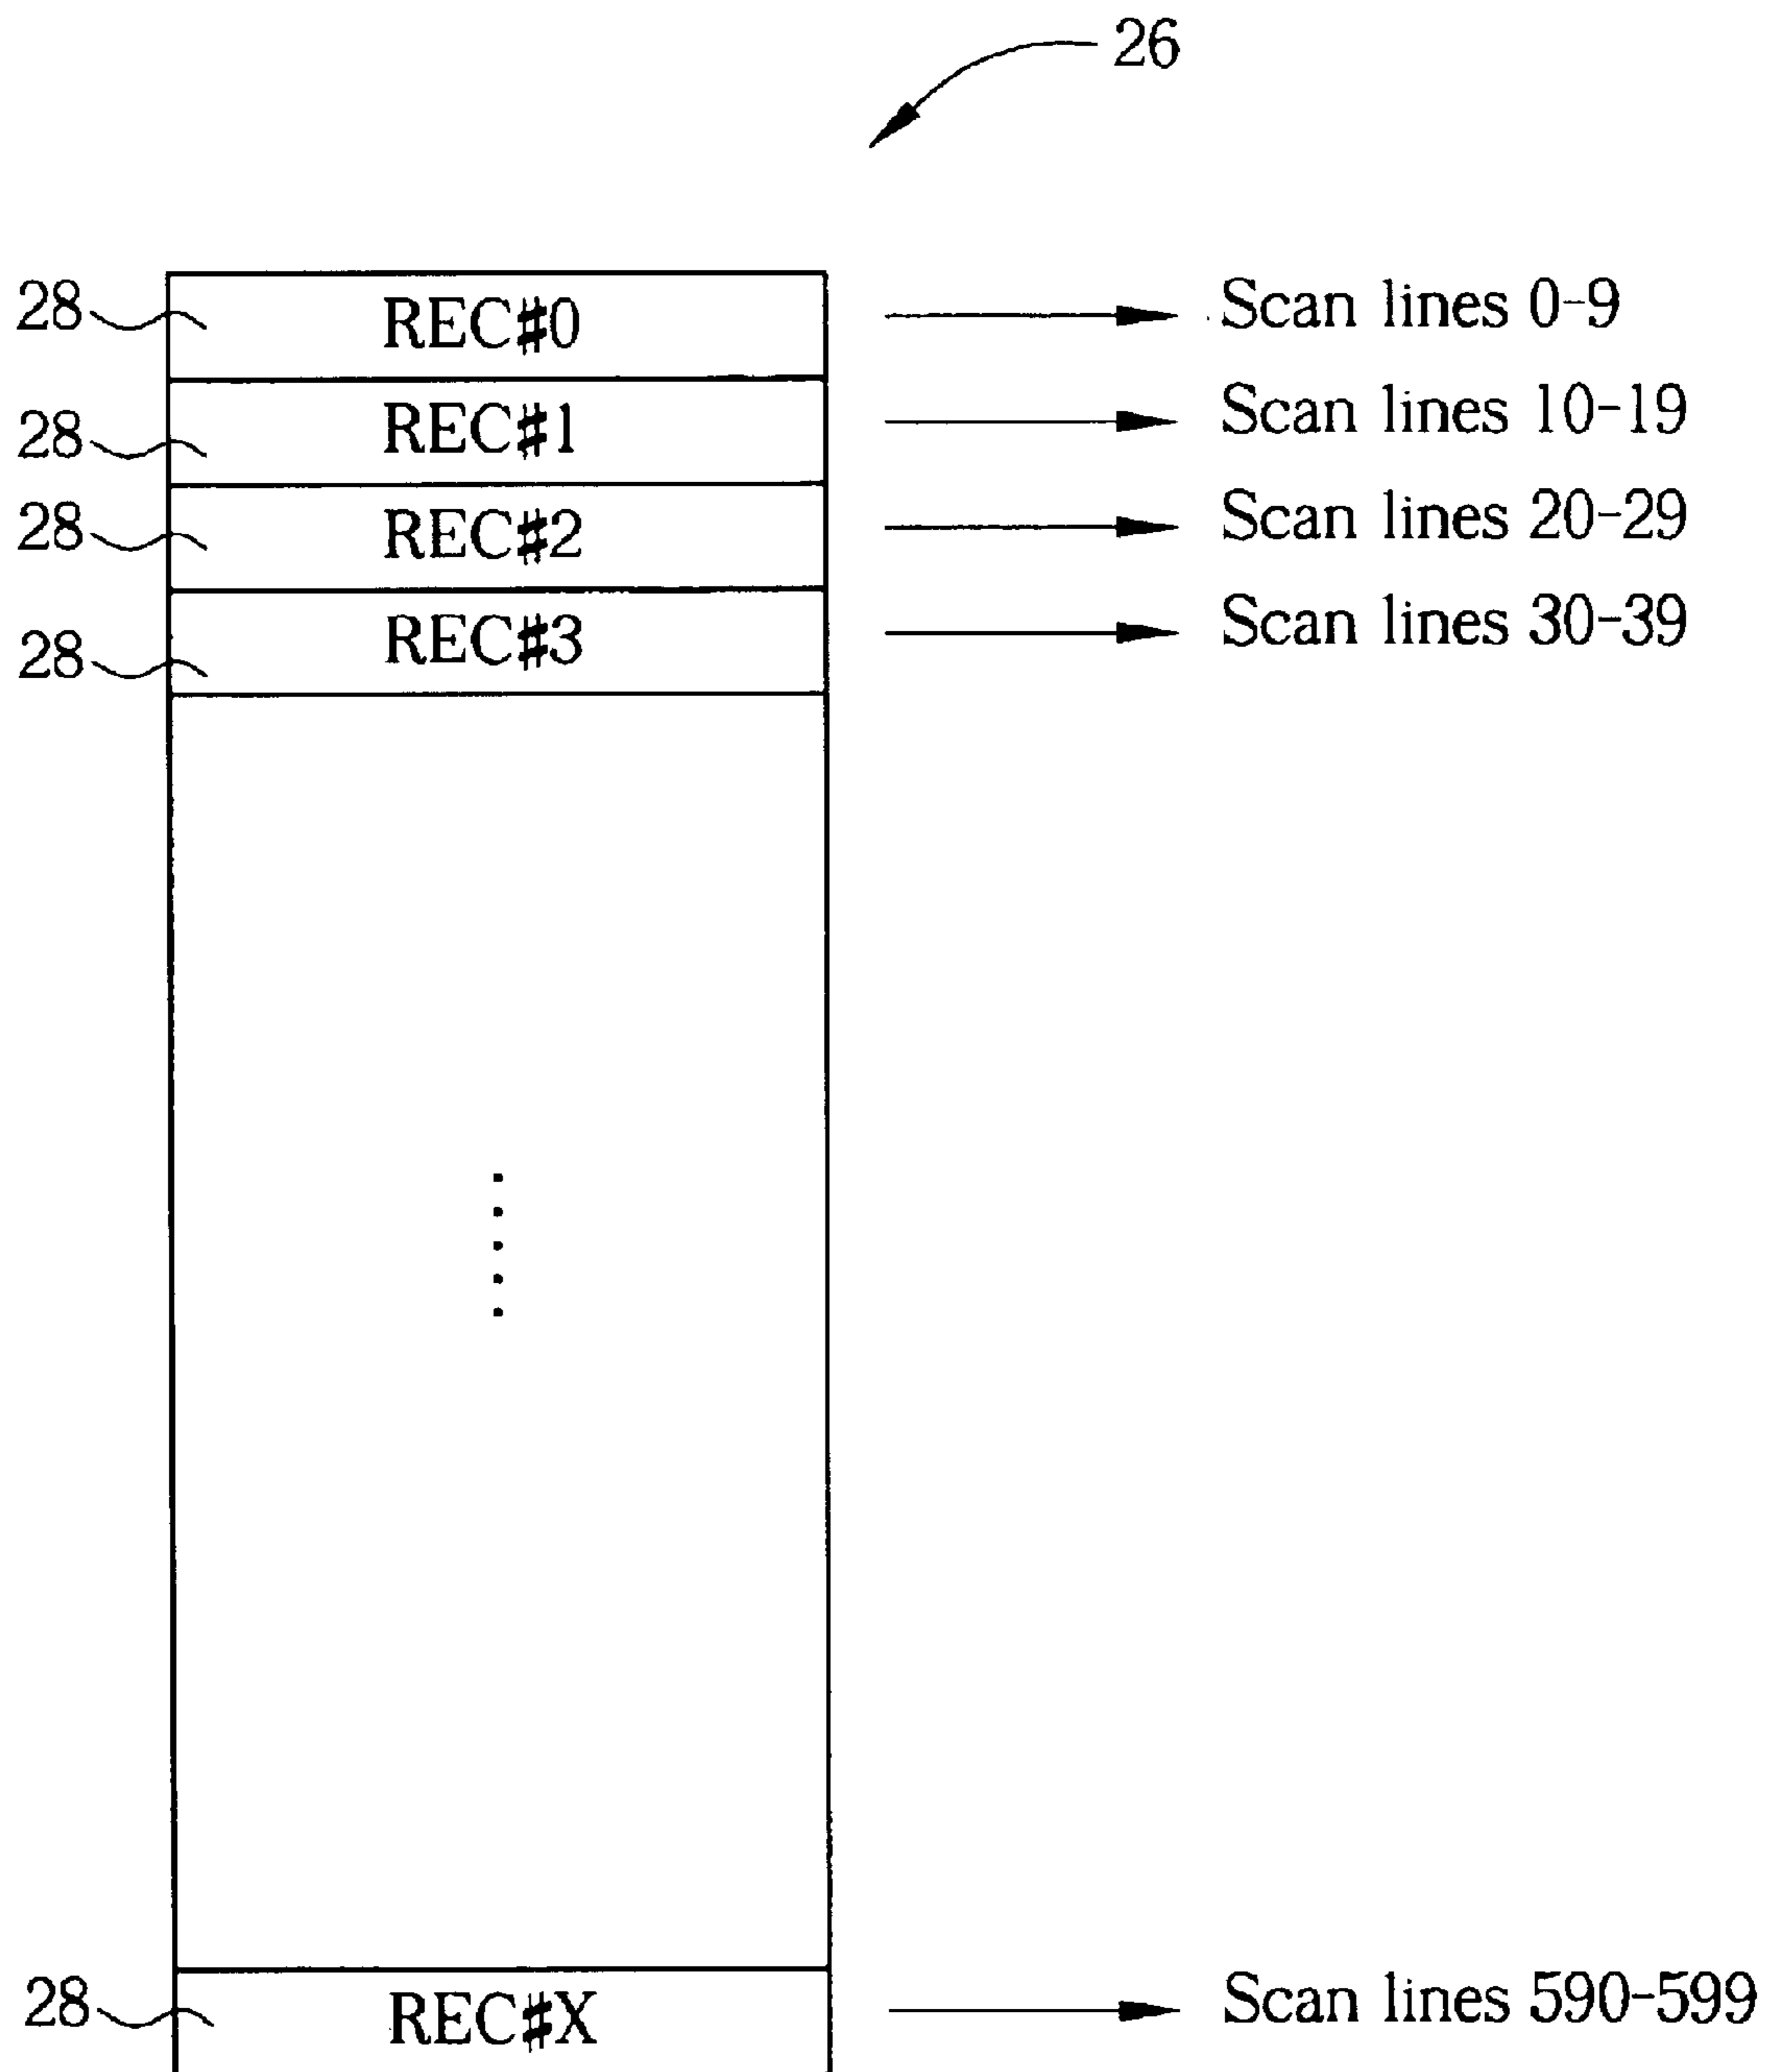 26
28 REC#0 Scan lines 0-9
28 REC#1 Scan lines 10-19
28 REC#2 Scan lines 20-29
28 REC#3 Scan lines 30-39
28 REC#X Scan lines 590-599